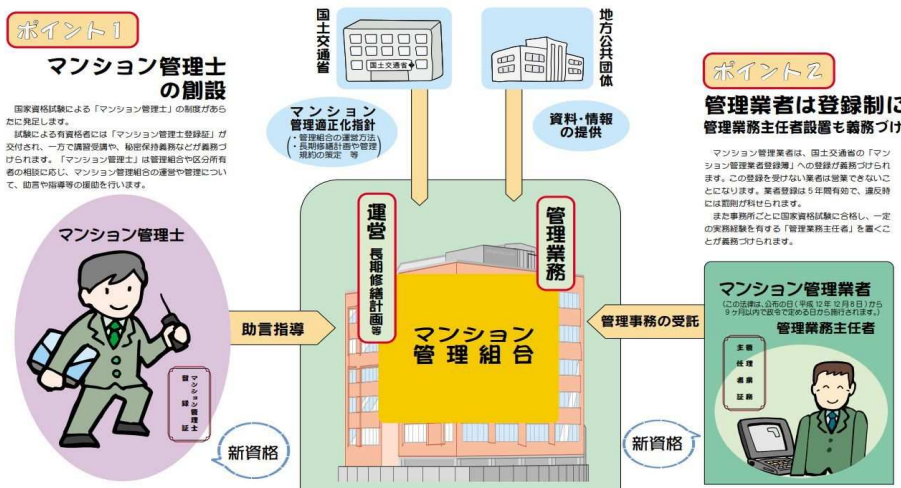 ポイント1
マンション管理士
の創設
国家資格試験による「マンション管理士」の制度があら
たに発足します。
試験による有資格者には「マンション管理士登録証」が
交付され、一方で講習受講や、秘密保持義務などが義務づ
けられます。「マンション管理士」は管理組合や区分所有
者の相談に応じ、マンション管理組合の運営や管理につい
て、助言や指導等の援助を行います。
マンション管理士
マンション管理士
登録証
助言指導
新資格
国土交通省
国土交通省
マンション
管理適正化指針
・管理組合の運営方法
・長期修繕計画や管理
規約の策定 等
地方公共団体
資料・情報
の提供
運営
長期修繕計画等
管理業務
マンション
管理組合
ポイント2
管理業者は登録制に
管理業務主任者設置も義務づけ
マンション管理業者は、国土交通省の「マン
ション管理業者登録簿」への登録が義務づけられ
ます。この登録を受けない業者は営業できないこ
とになります。業者登録は5年間有効で、違反時
には罰則が科せられます。
また事務所ごとに国家資格試験に合格し、一定
の実務経験を有する「管理業務主任者」を置くこ
とが義務づけられます。
マンション管理業者
(この法律は、公布の日(平成12年12月8日)から
9ヶ月以内で政令で定める日から施行されます。)
管理業務主任者
管理業務
主任者証
管理事務の受託
新資格